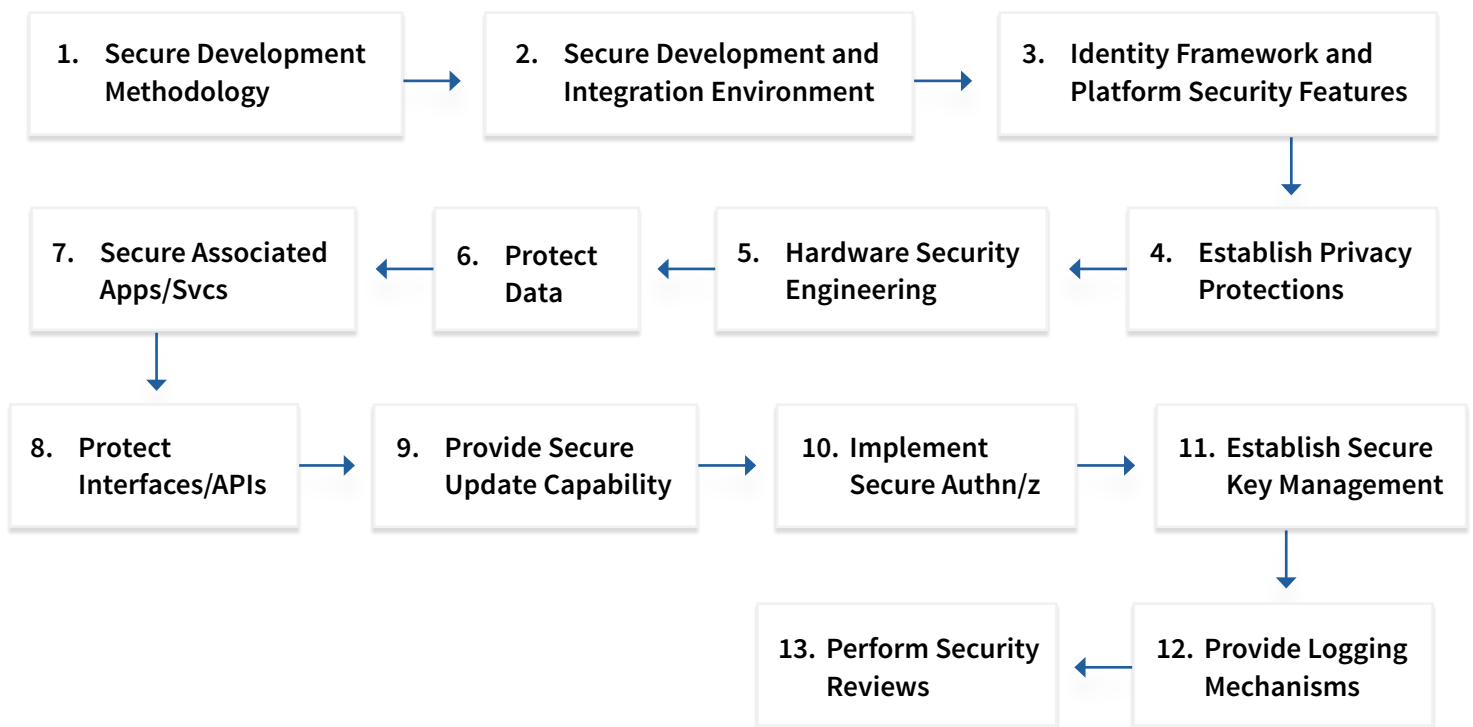 1. Secure Development
Methodology
2. Secure Development and
Integration Environment
3. Identity Framework and
Platform Security Features
4. Establish Privacy
Protections
5. Hardware Security
Engineering
6. Protect
Data
7. Secure Associated
Apps/Svcs
8. Protect
Interfaces/APIs
9. Provide Secure
Update Capability
10. Implement
Secure Authn/z
11. Establish Secure
Key Management
12. Provide Logging
Mechanisms
13. Perform Security
Reviews